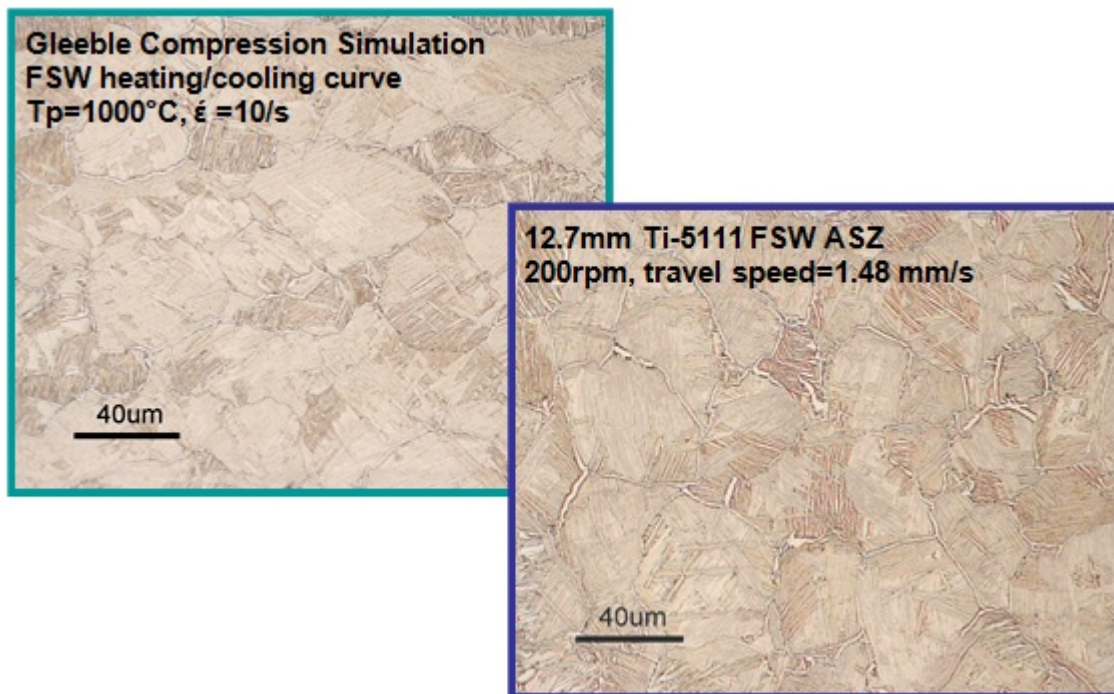 Gleeble Compression Simulation
FSW heating/cooling curve
Tp=1000°C, έ =10/s
40um
12.7mm Ti-5111 FSW ASZ
200rpm, travel speed=1.48 mm/s
40um